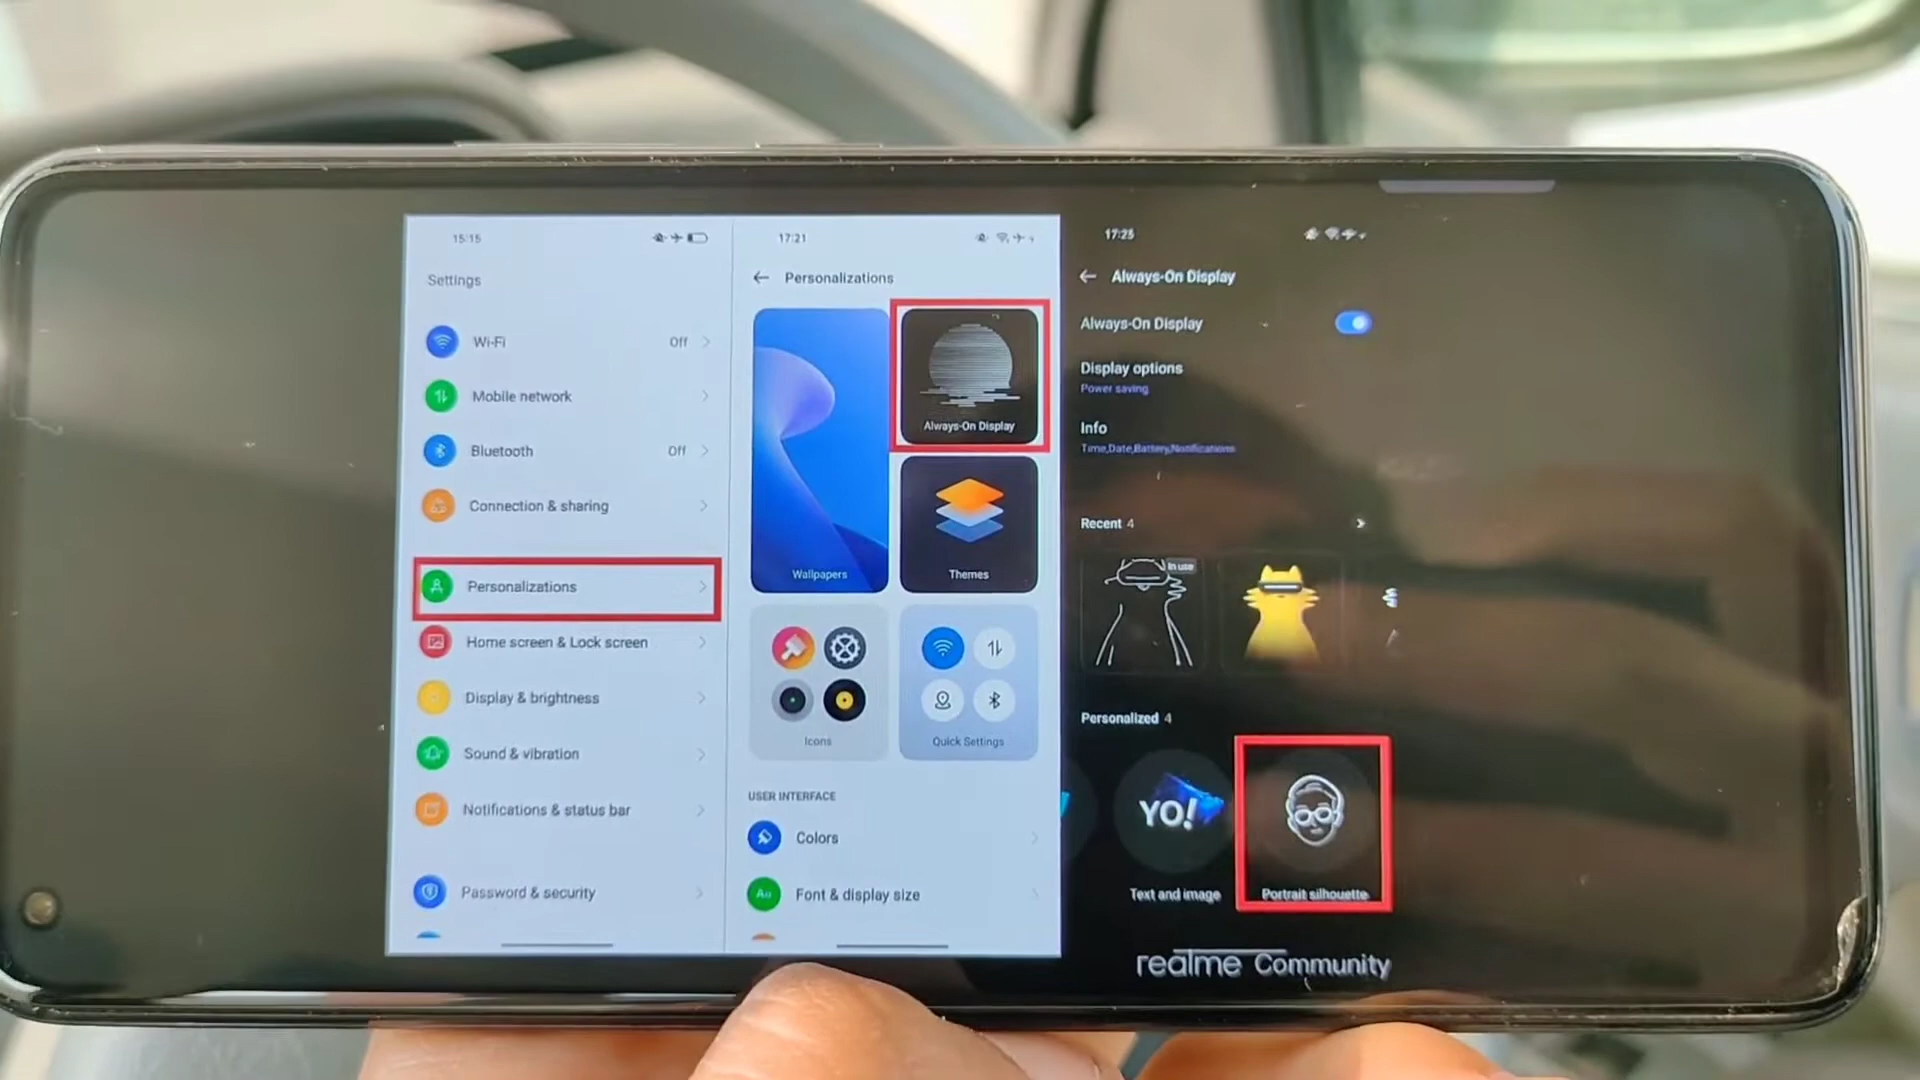 15:15
Settings
Wi-Fi Off
Mobile network
Bluetooth Off
Connection & sharing
Personalizations
Home screen & Lock screen
Display & brightness
Sound & vibration
Notifications & status bar
Password & security
17:21
Personalizations
Always-On Display
Wallpapers
Themes
Icons
Quick Settings
USER INTERFACE
Colors
Aa
Font & display size
17:25
Always-On Display
Always-On Display
Display options
Power saving
Info
Time,Date,Battery,Notifications
Recent 4
In use
Personalized 4
YO!
Text and image
Portrait silhouette
realme Community